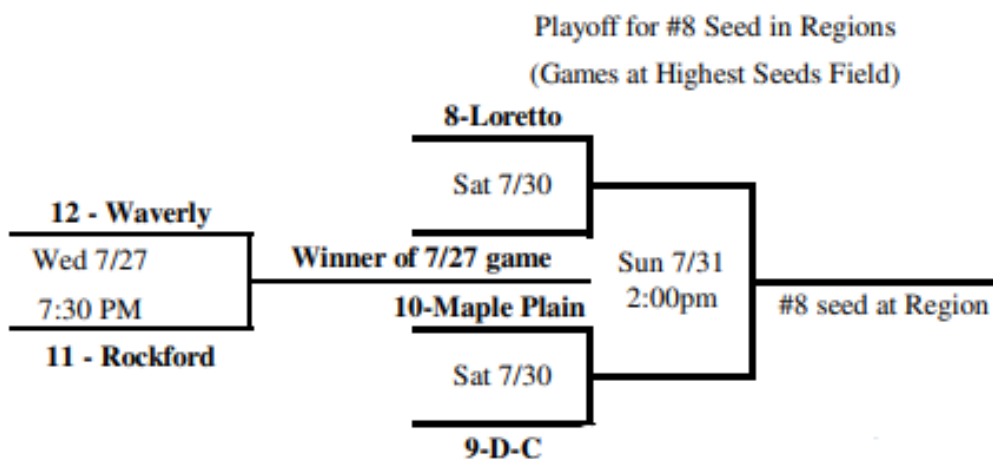 Playoff for #8 Seed in Regions
(Games at Highest Seeds Field)
8-Loretto
Sat 7/30
12 - Waverly
Wed 7/27
7:30 PM
11 - Rockford
Winner of 7/27 game
Sun 7/31
2:00pm
10-Maple Plain
#8 seed at Region
Sat 7/30
9-D-C